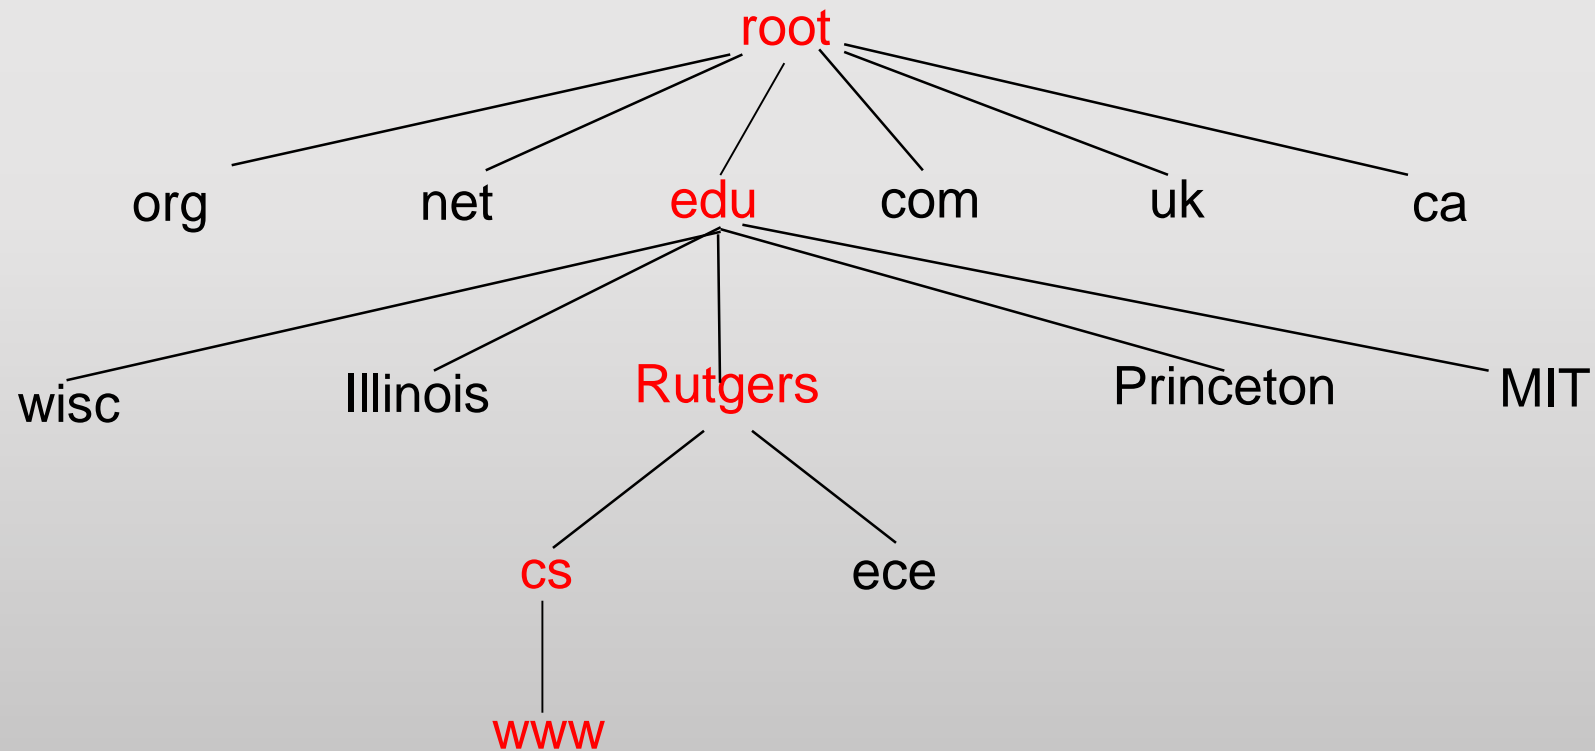 root
org net edu com uk ca
wisc Illinois Rutgers Princeton MIT
cs ece
www